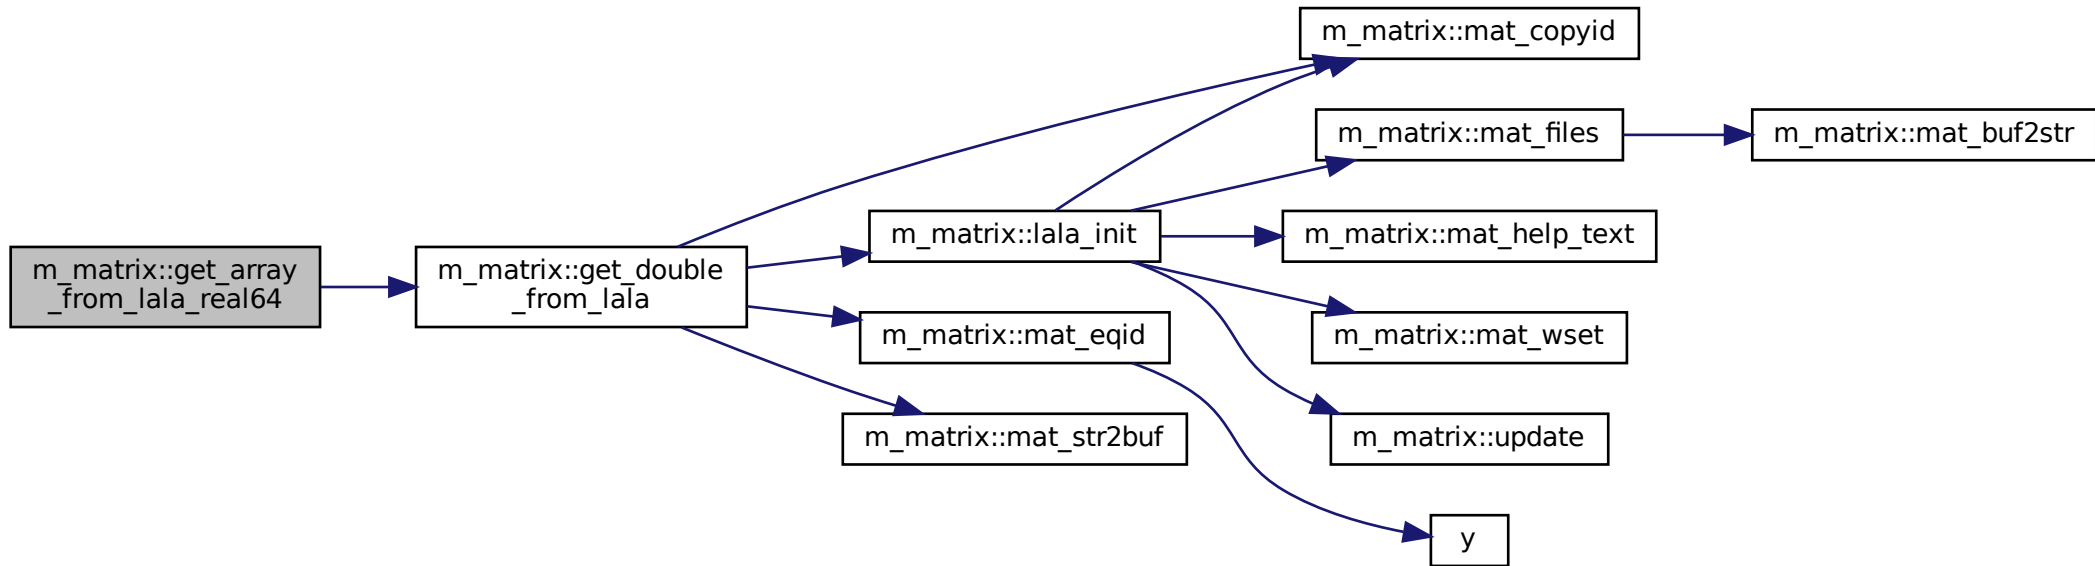 m_matrix::get_array
_from_lala_real64
m_matrix::get_double
_from_lala
m_matrix::mat_copyid
m_matrix::lala_init
m_matrix::mat_files
m_matrix::mat_buf2str
m_matrix::mat_help_text
m_matrix::mat_wset
m_matrix::update
m_matrix::mat_eqid
y
m_matrix::mat_str2buf